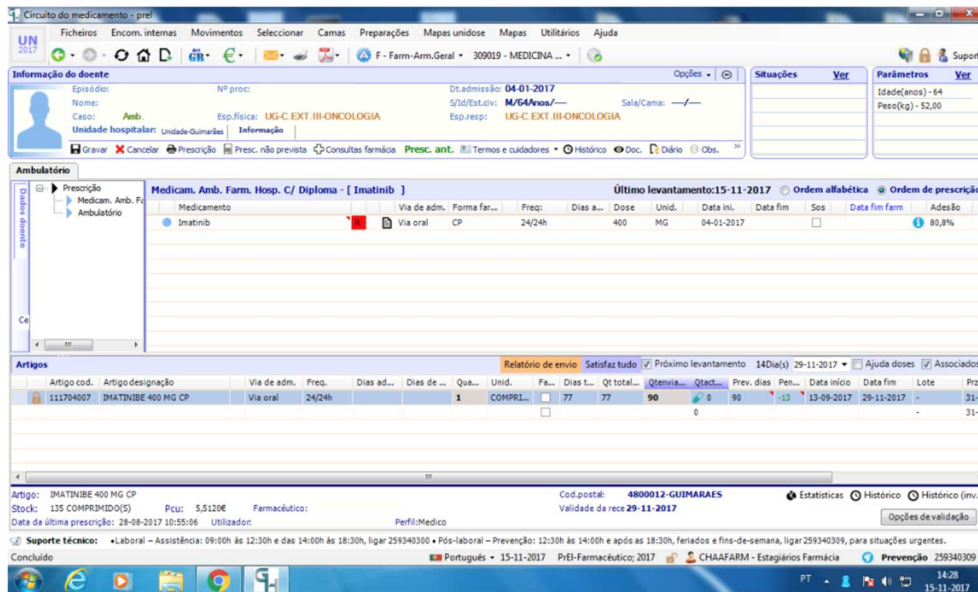 Circuito do medicamento - prel
Ficheiros Encom. internas Movimentos Seleccionar Camas Preparações Mapas unidose Mapas Utilitários Ajuda
UN
2017
GR F - Farm-Arm.Geral 309019 - MEDICINA ... Suport
Informação do doente Opções
Episódio: Nº proc: Dt.admissão: 04-01-2017
Nome: S/Id/Est.civ: M/64Anos/— Sala/Cama: —/—
Caso: Amb. Esp.física: UG-C.EXT.III-ONCOLOGIA Esp.resp: UG-C.EXT.III-ONCOLOGIA
Unidade hospitalar: Unidade-Guimarães Informação
Situações Ver
Parâmetros Ver
Idade(anos) - 64
Peso(kg) - 52,00
Gravar Cancelar Prescrição Presc. não prevista Consultas farmácia Presc. ant. Termos e cuidadores Histórico Doc. Diário Obs. »
Ambulatório
Dados doente
Ce
Prescrição
Medicam. Amb. Fa
Ambulatório
Medicam. Amb. Farm. Hosp. C/ Diploma - [ Imatinib ] Último levantamento:15-11-2017 Ordem alfabética Ordem de prescrição
Medicamento Via de adm. Forma far... Freq: Dias a... Dose Unid. Data ini. Data fim Sos Data fim farm Adesão
Imatinib R Via oral CP 24/24h 400 MG 04-01-2017 80,8%
Artigos Relatório de envio Satisfaz tudo Próximo levantamento 14Dia(s) 29-11-2017 Ajuda doses Associados
Artigo cod. Artigo designação Via de adm. Freq. Dias ad... Dias de ... Qua... Unid. Fa... Dias t... Qt total... Qtenvia... Qtact... Prev. dias Pen... Data início Data fim Lote Prz
111704007 IMATINIBE 400 MG CP Via oral 24/24h 1 COMPRI... 77 77 90 0 90 -13 13-09-2017 29-11-2017 - 31-
0 - 31-
Artigo: IMATINIBE 400 MG CP Cod.postal: 4800012-GUIMARAES Estatisticas Histórico Histórico (inv.
Stock: 135 COMPRIMIDO(S) Pcu: 5,5120€ Farmacêutico: Validade da rece 29-11-2017
Data da última prescrição: 28-08-2017 10:55:06 Utilizador: Perfil:Medico Opções de validação
Suporte técnico: •Laboral – Assistência: 09:00h às 12:30h e das 14:00h às 18:30h, ligar 259340300 • Pós-laboral – Prevenção: 12:30h às 14:00h e após as 18:30h, feriados e fins-de-semana, ligar 259340309, para situações urgentes.
Concluído Português 15-11-2017 PrEl-Farmacêutico; 2017 CHAAFARM - Estagiários Farmácia Prevenção 259340309
PT 14:28
15-11-2017